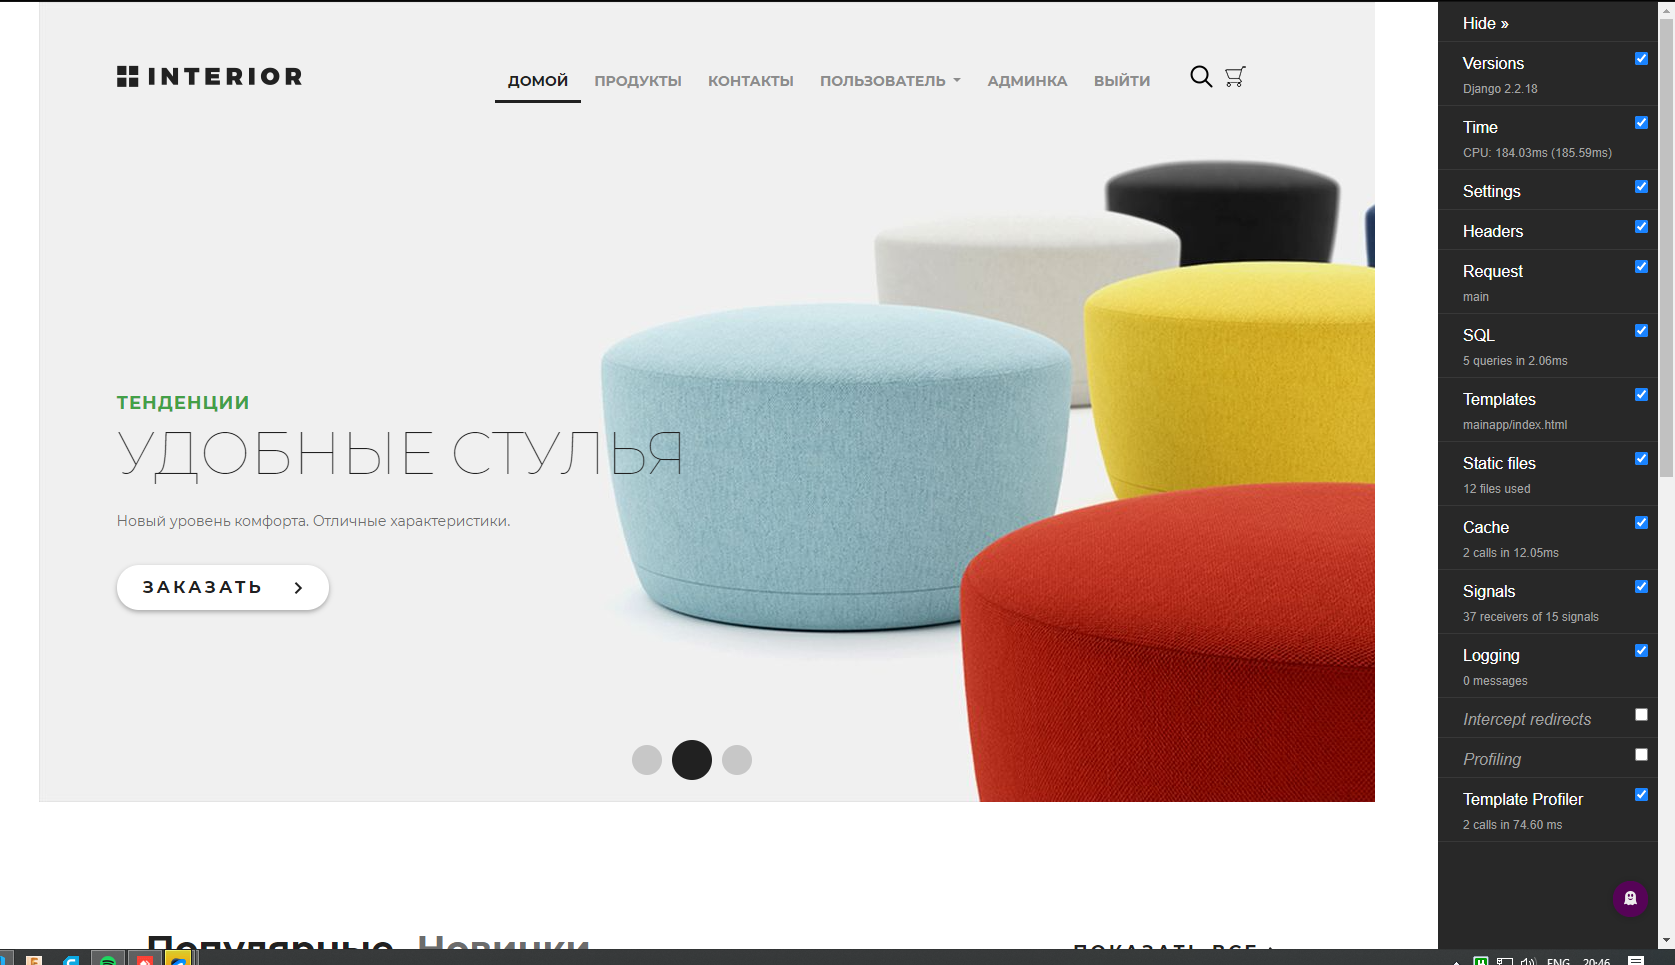 INTERIOR
ДОМОЙ ПРОДУКТЫ КОНТАКТЫ ПОЛЬЗОВАТЕЛЬ АДМИНКА ВЫЙТИ
ТЕНДЕНЦИИ
УДОБНЫЕ СТУЛЬЯ
Новый уровень комфорта. Отличные характеристики.
ЗАКАЗАТЬ
Популярные Новинки
ПОКАЗАТЬ ВСЕ
Hide »
Versions
Django 2.2.18
Time
CPU: 184.03ms (185.59ms)
Settings
Headers
Request
main
SQL
5 queries in 2.06ms
Templates
mainapp/index.html
Static files
12 files used
Cache
2 calls in 12.05ms
Signals
37 receivers of 15 signals
Logging
0 messages
Intercept redirects
Profiling
Template Profiler
2 calls in 74.60 ms
ENG 20:46